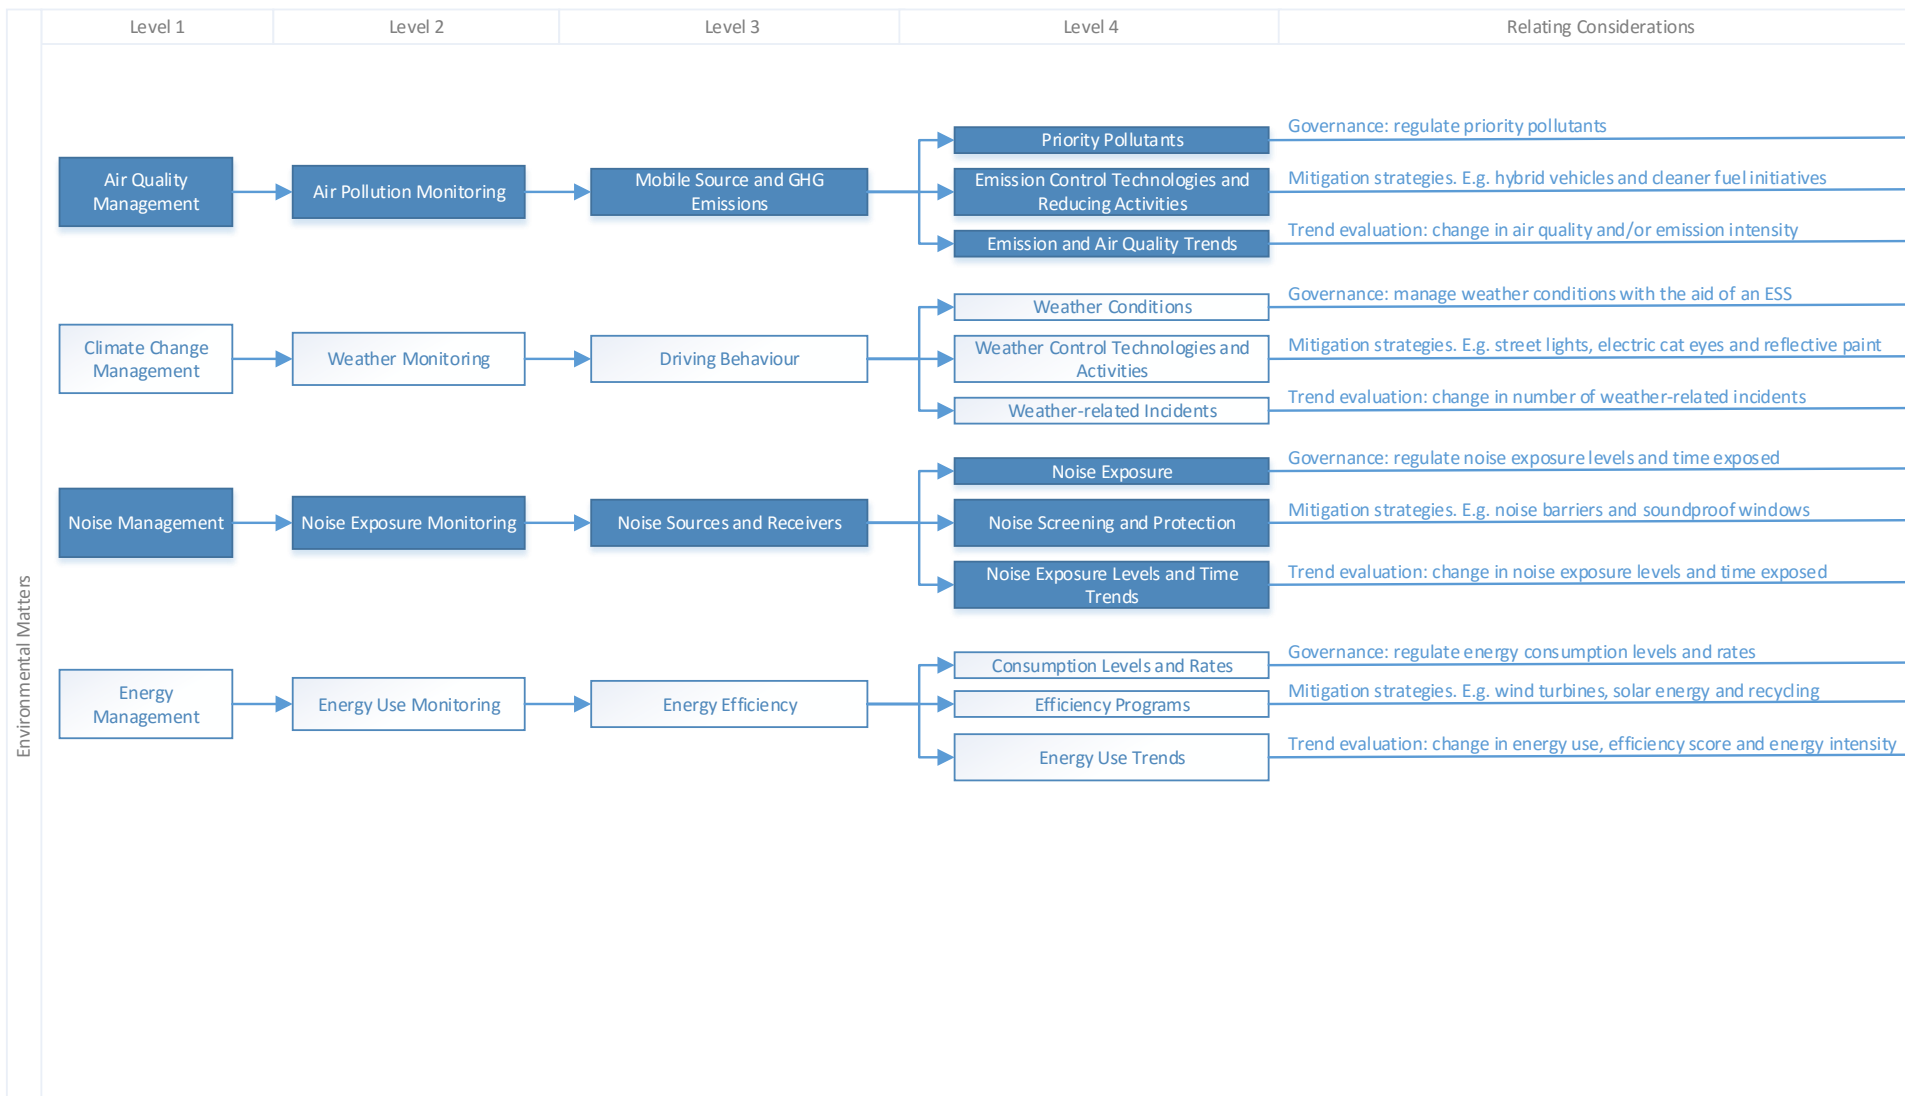 Level 1
Level 2
Level 3
Level 4
Relating Considerations
Environmental Matters
Air Quality
Management
Air Pollution Monitoring
Mobile Source and GHG
Emissions
Priority Pollutants
Governance: regulate priority pollutants
Emission Control Technologies and
Reducing Activities
Mitigation strategies. E.g. hybrid vehicles and cleaner fuel initiatives
Emission and Air Quality Trends
Trend evaluation: change in air quality and/or emission intensity
Climate Change
Management
Weather Monitoring
Driving Behaviour
Weather Conditions
Governance: manage weather conditions with the aid of an ESS
Weather Control Technologies and
Activities
Mitigation strategies. E.g. street lights, electric cat eyes and reflective paint
Weather-related Incidents
Trend evaluation: change in number of weather-related incidents
Noise Management
Noise Exposure Monitoring
Noise Sources and Receivers
Noise Exposure
Governance: regulate noise exposure levels and time exposed
Noise Screening and Protection
Mitigation strategies. E.g. noise barriers and soundproof windows
Noise Exposure Levels and Time
Trends
Trend evaluation: change in noise exposure levels and time exposed
Energy
Management
Energy Use Monitoring
Energy Efficiency
Consumption Levels and Rates
Governance: regulate energy consumption levels and rates
Efficiency Programs
Mitigation strategies. E.g. wind turbines, solar energy and recycling
Energy Use Trends
Trend evaluation: change in energy use, efficiency score and energy intensity